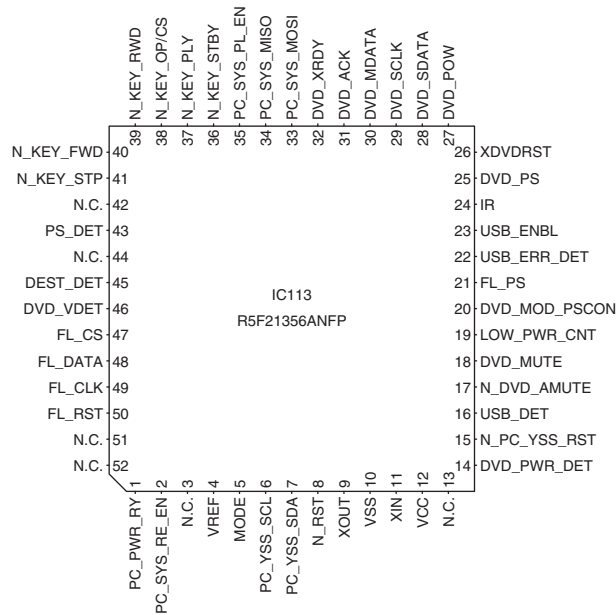 39 N_KEY_RWD
38 N_KEY_OP/CS
37 N_KEY_PLY
36 N_KEY_STBY
35 PC_SYS_PL_EN
34 PC_SYS_MISO
33 PC_SYS_MOSI
32 DVD_XRDY
31 DVD_ACK
30 DVD_MDATA
29 DVD_SCLK
28 DVD_SDATA
27 DVD_POW
N_KEY_FWD 40
N_KEY_STP 41
N.C. 42
PS_DET 43
N.C. 44
DEST_DET 45
DVD_VDET 46
FL_CS 47
FL_DATA 48
FL_CLK 49
FL_RST 50
N.C. 51
N.C. 52
IC113
R5F21356ANFP
26 XDVDRST
25 DVD_PS
24 IR
23 USB_ENBL
22 USB_ERR_DET
21 FL_PS
20 DVD_MOD_PSCON
19 LOW_PWR_CNT
18 DVD_MUTE
17 N_DVD_AMUTE
16 USB_DET
15 N_PC_YSS_RST
14 DVD_PWR_DET
PC_PWR_RY 1
PC_SYS_RE_EN 2
N.C. 3
VREF 4
MODE 5
PC_YSS_SCL 6
PC_YSS_SDA 7
N_RST 8
XOUT 9
VSS 10
XIN 11
VCC 12
N.C. 13